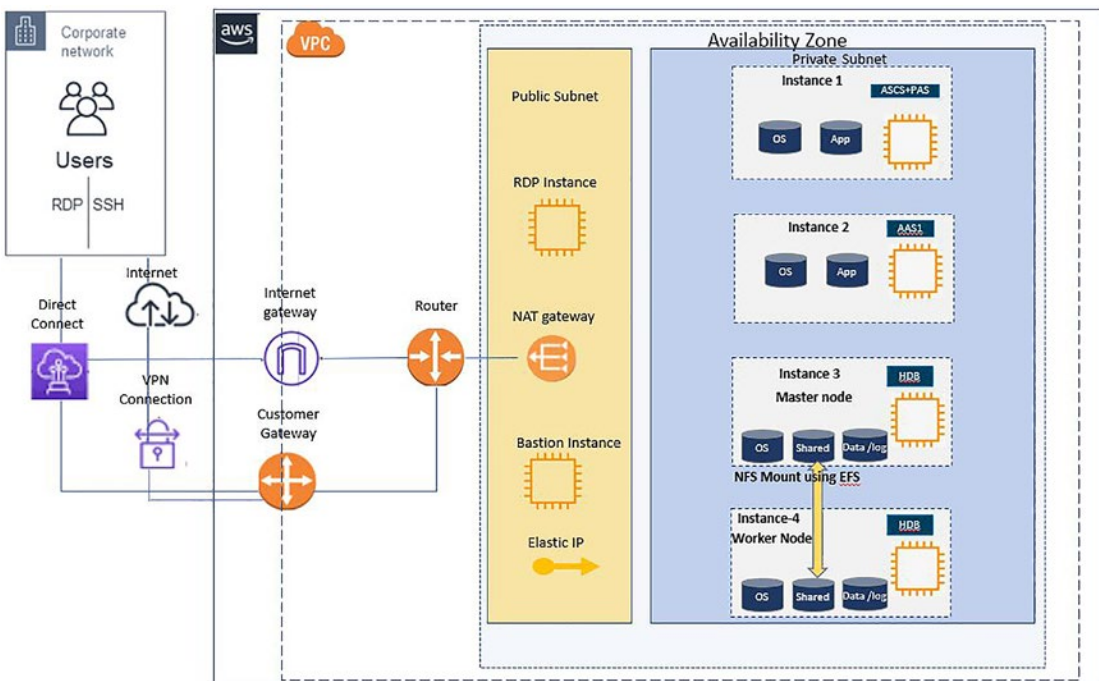 Corporate
network
Users
RDP
SSH
Internet
Direct
Connect
VPN
Connection
aws
VPC
Internet
gateway
Customer
Gateway
Router
Availability Zone
Public Subnet
RDP Instance
NAT gateway
Bastion Instance
Elastic IP
Private Subnet
Instance 1
ASCS+PAS
OS
App
Instance 2
AAS1
OS
App
Instance 3
HDB
Master node
OS
Shared
Data /log
NFS Mount using EFS
Instance-4
HDB
Worker Node
OS
Shared
Data /log